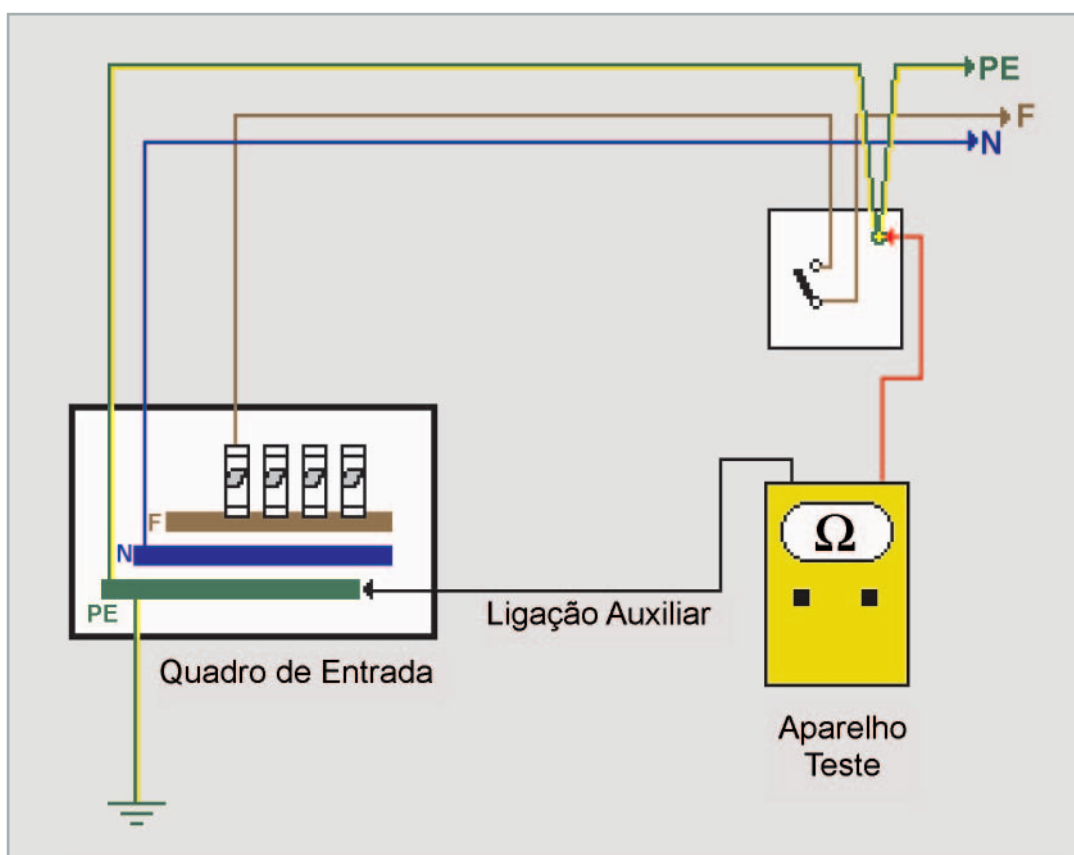 PE
F
N
F
N
PE
Ω
Ligação Auxiliar
Quadro de Entrada
Aparelho
Teste